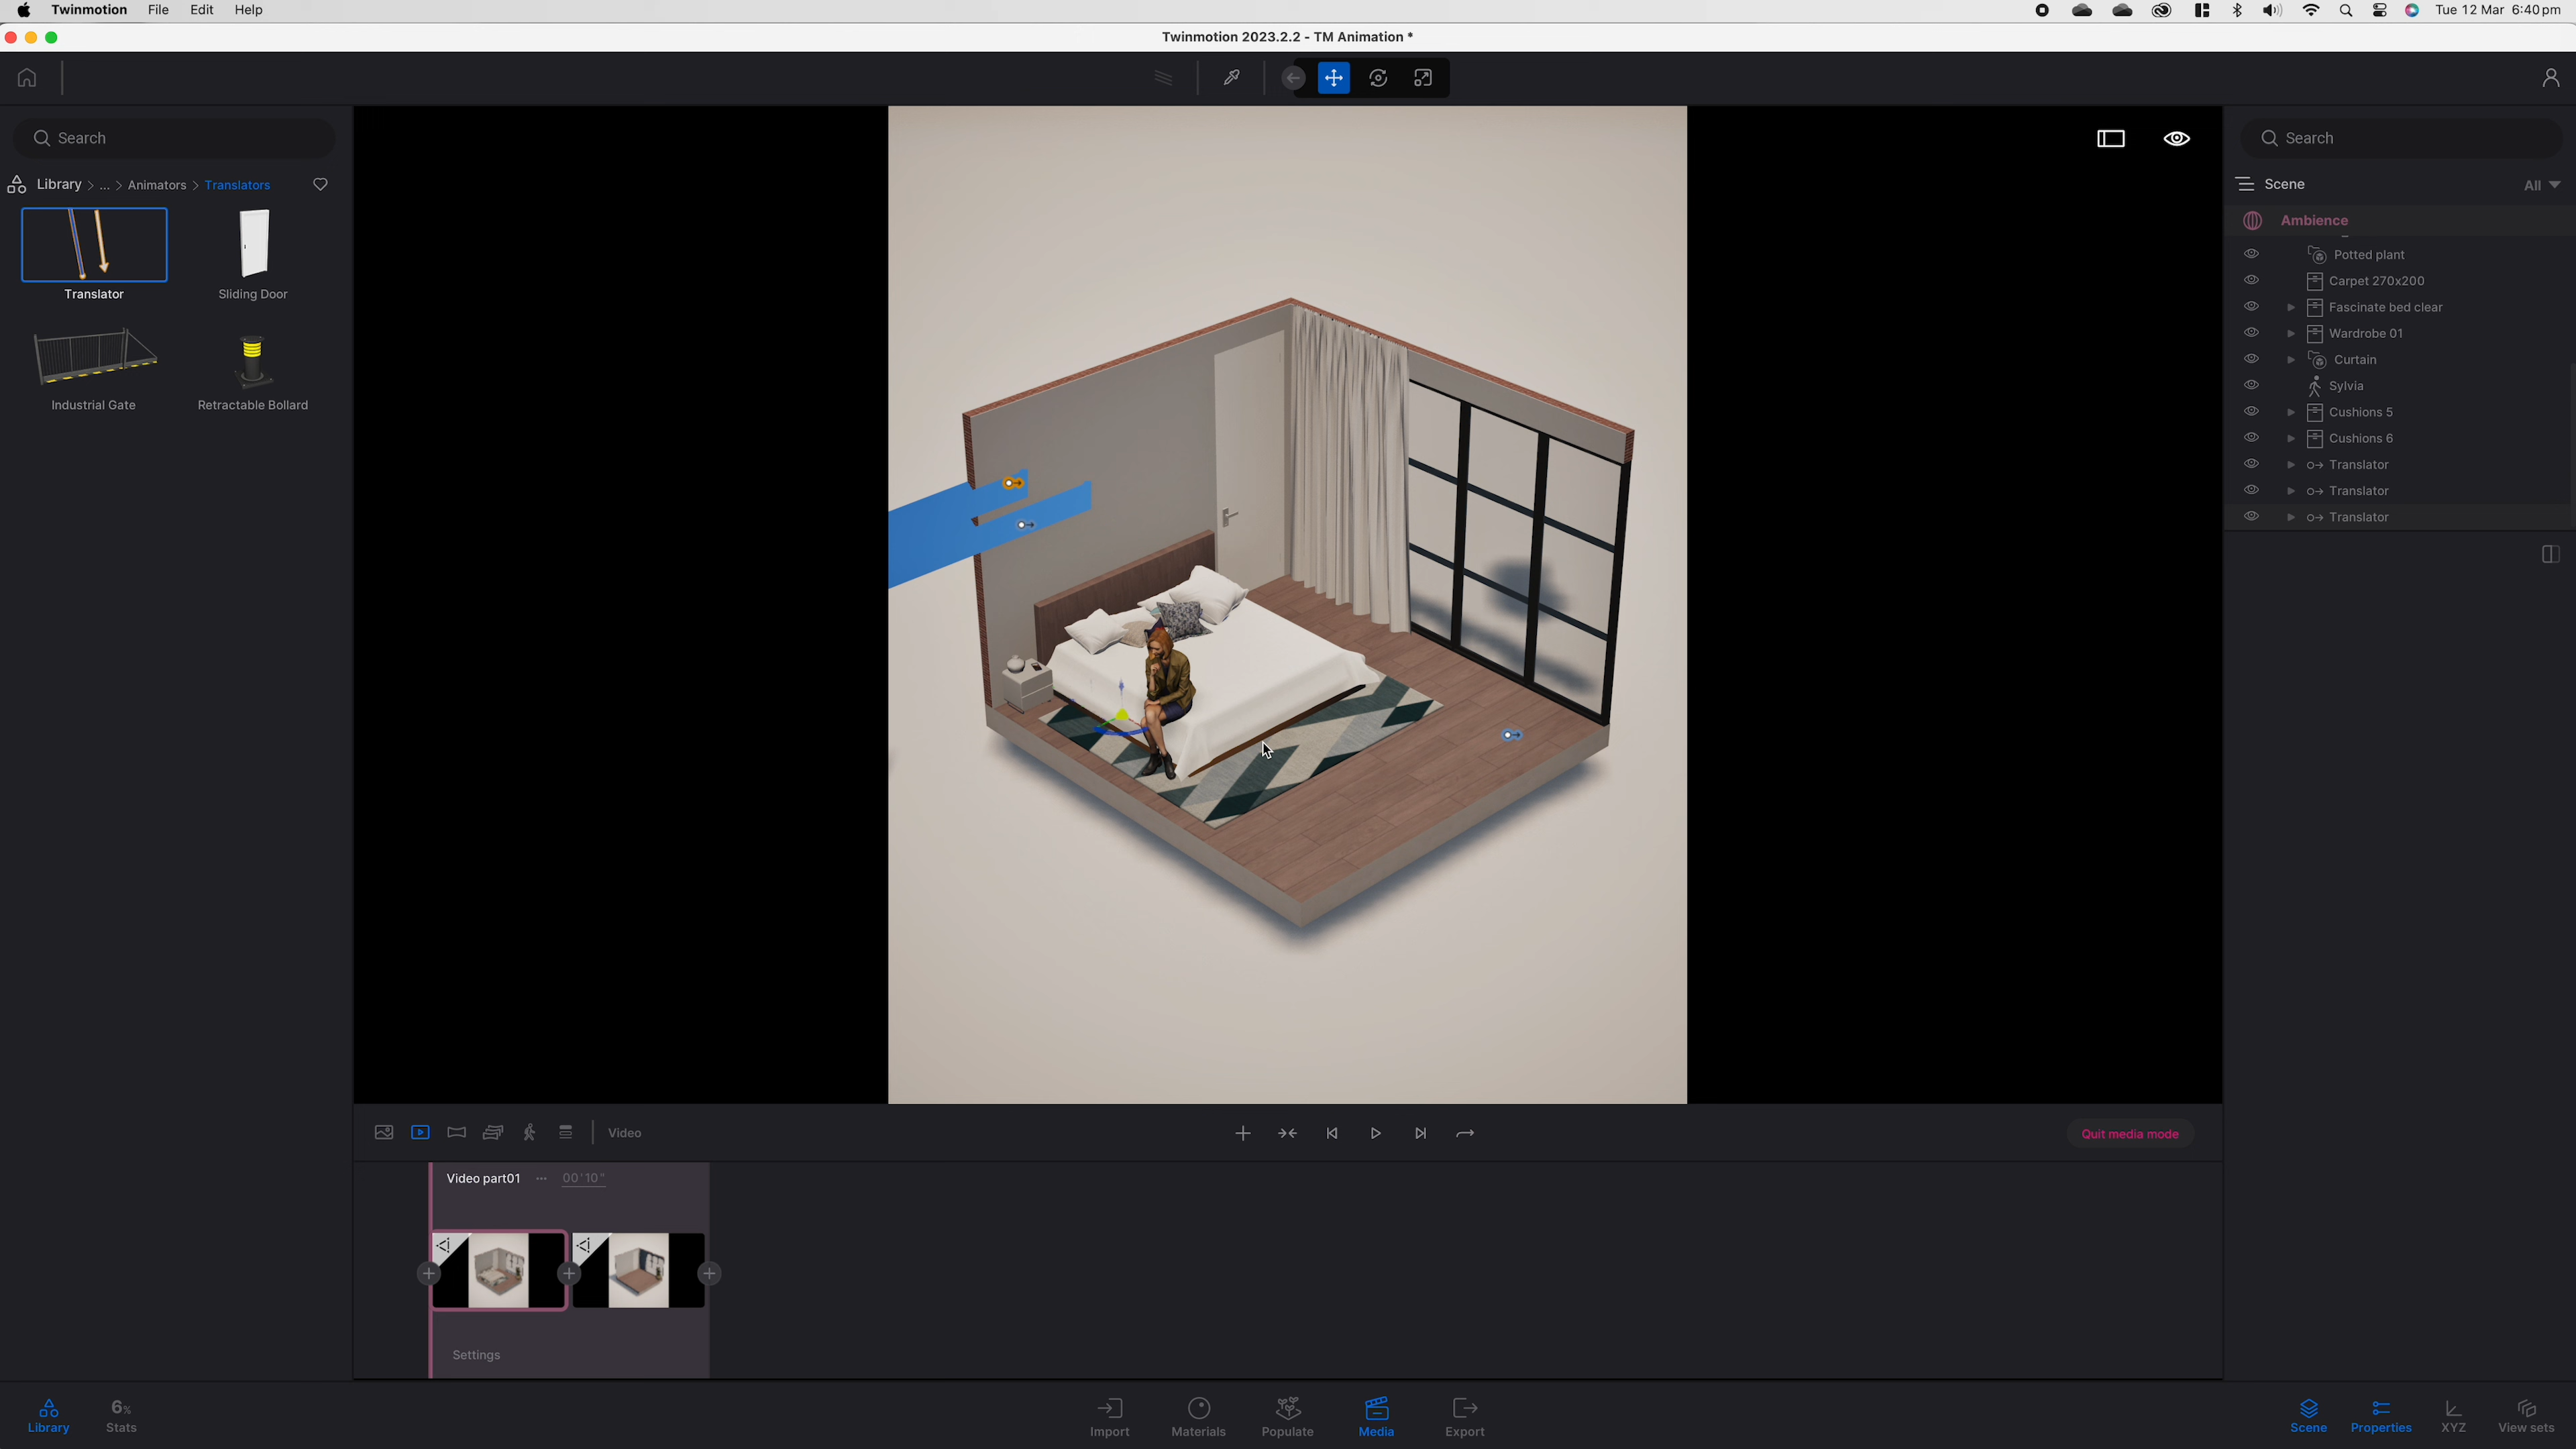 Twinmotion File Edit Help
Tue 12 Mar 6:40 pm
Twinmotion 2023.2.2 - TM Animation *
Search
Library > ... > Animators > Translators
Translator
Sliding Door
Industrial Gate
Retractable Bollard
Search
Scene
All
Ambience
Potted plant
Carpet 270x200
Fascinate bed clear
Wardrobe 01
Curtain
Sylvia
Cushions 5
Cushions 6
Translator
Translator
Translator
Video
Quit media mode
Video part01 ... 00'10"
Settings
Library
6%
Stats
Import
Materials
Populate
Media
Export
Scene
Properties
XYZ
View sets